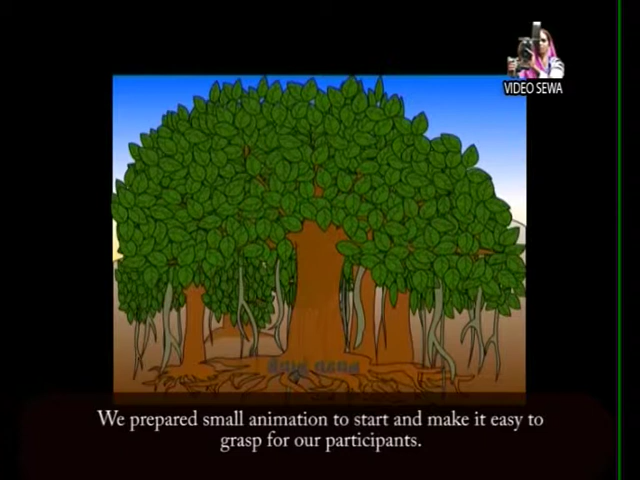 VIDEO SEWA
We prepared small animation to start and make it easy to
grasp for our participants.